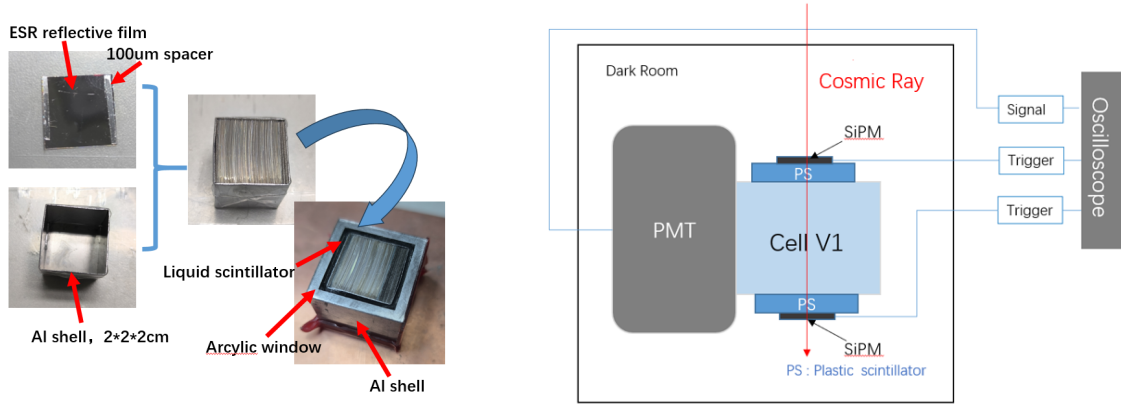 ESR reflective film
100um spacer
Al shell，2*2*2cm
Liquid scintillator
Arcylic window
Al shell
Dark Room
Cosmic Ray
SiPM
PS
PMT
Cell V1
PS
SiPM
PS : Plastic scintillator
Signal
Trigger
Trigger
Oscilloscope